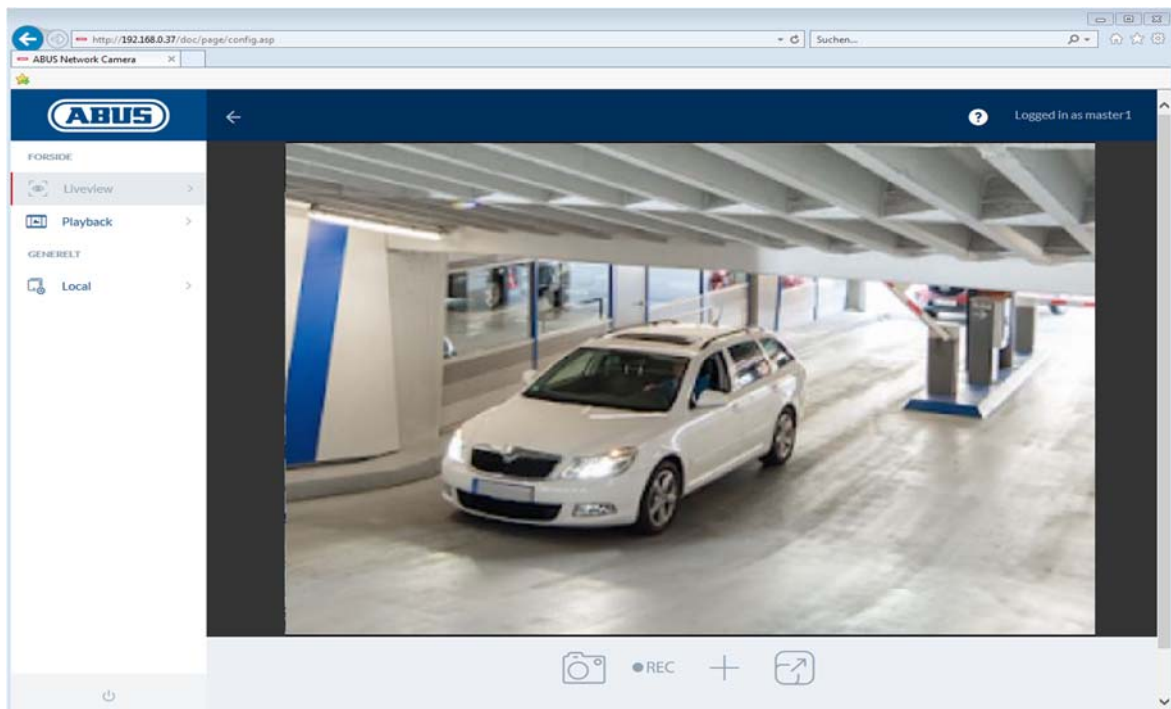 http://192.168.0.37/doc/page/config.asp
Suchen...
ABUS Network Camera
ABUS
Logged in as master1
FORSIDE
Liveview
Playback
GENERELT
Local
REC